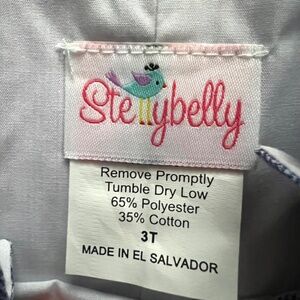 Stellybelly
Remove Promptly
Tumble Dry Low
65% Polyester
35% Cotton
3T
MADE IN EL SALVADOR